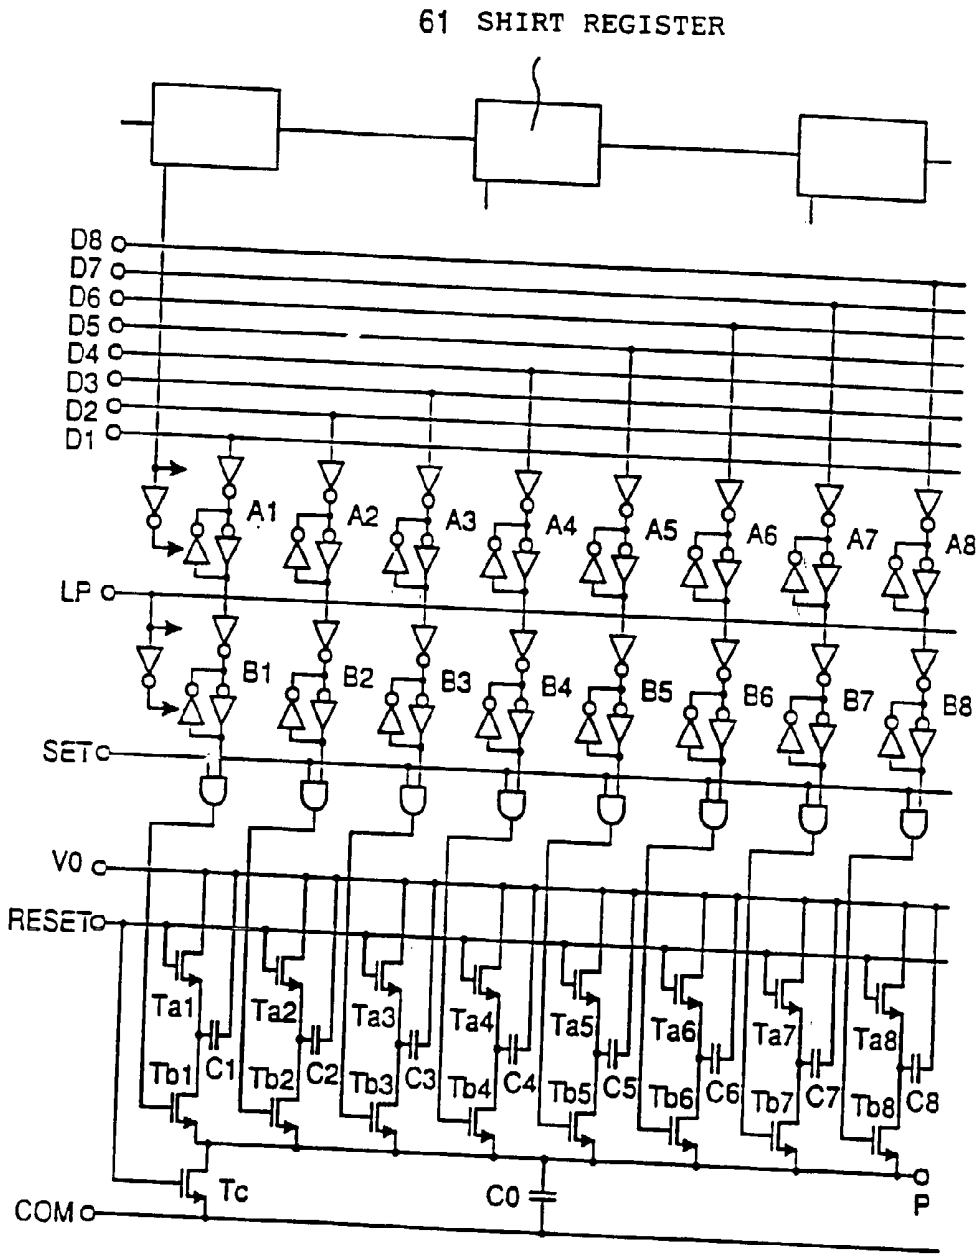 61 SHIRT REGISTER
D8
D7
D6
D5
D4
D3
D2
D1
A1 A2 A3 A4 A5 A6 A7 A8
LP
B1 B2 B3 B4 B5 B6 B7 B8
SET
V0
RESET
Ta1 Ta2 Ta3 Ta4 Ta5 Ta6 Ta7 Ta8
C1 C2 C3 C4 C5 C6 C7 C8
Tb1 Tb2 Tb3 Tb4 Tb5 Tb6 Tb7 Tb8
Tc C0 P
COM